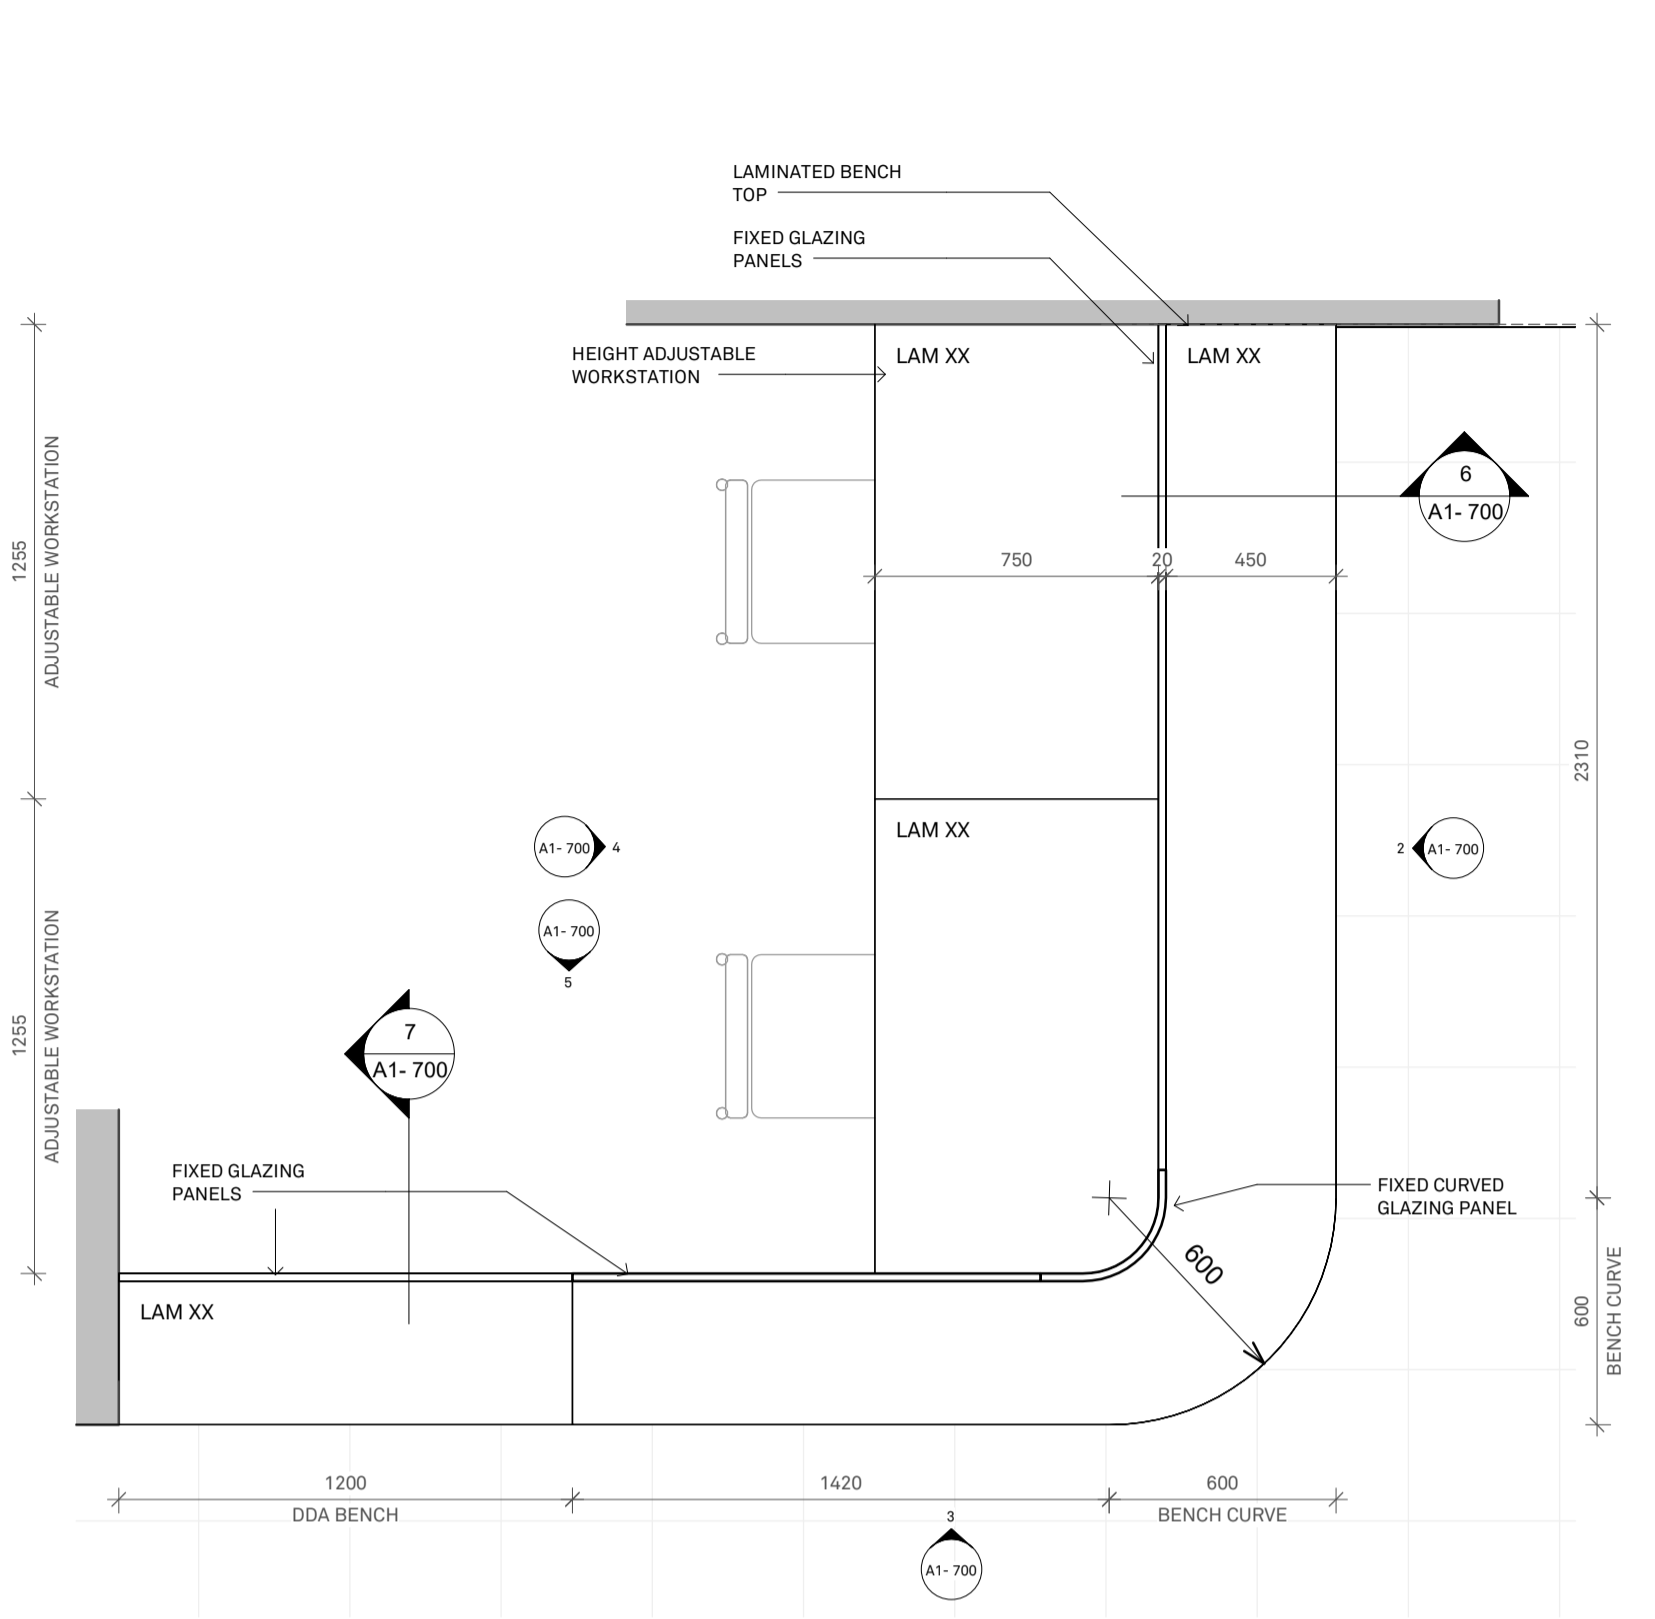 LAMINATED BENCH
TOP
FIXED GLAZING
PANELS
HEIGHT ADJUSTABLE
WORKSTATION
LAM XX
LAM XX
6
A1- 700
750
20
450
1255
ADJUSTABLE WORKSTATION
2310
LAM XX
A1- 700
4
2
A1- 700
A1- 700
5
7
A1- 700
1255
ADJUSTABLE WORKSTATION
FIXED GLAZING
PANELS
FIXED CURVED
GLAZING PANEL
600
LAM XX
600
BENCH CURVE
1200
DDA BENCH
1420
600
BENCH CURVE
3
A1- 700